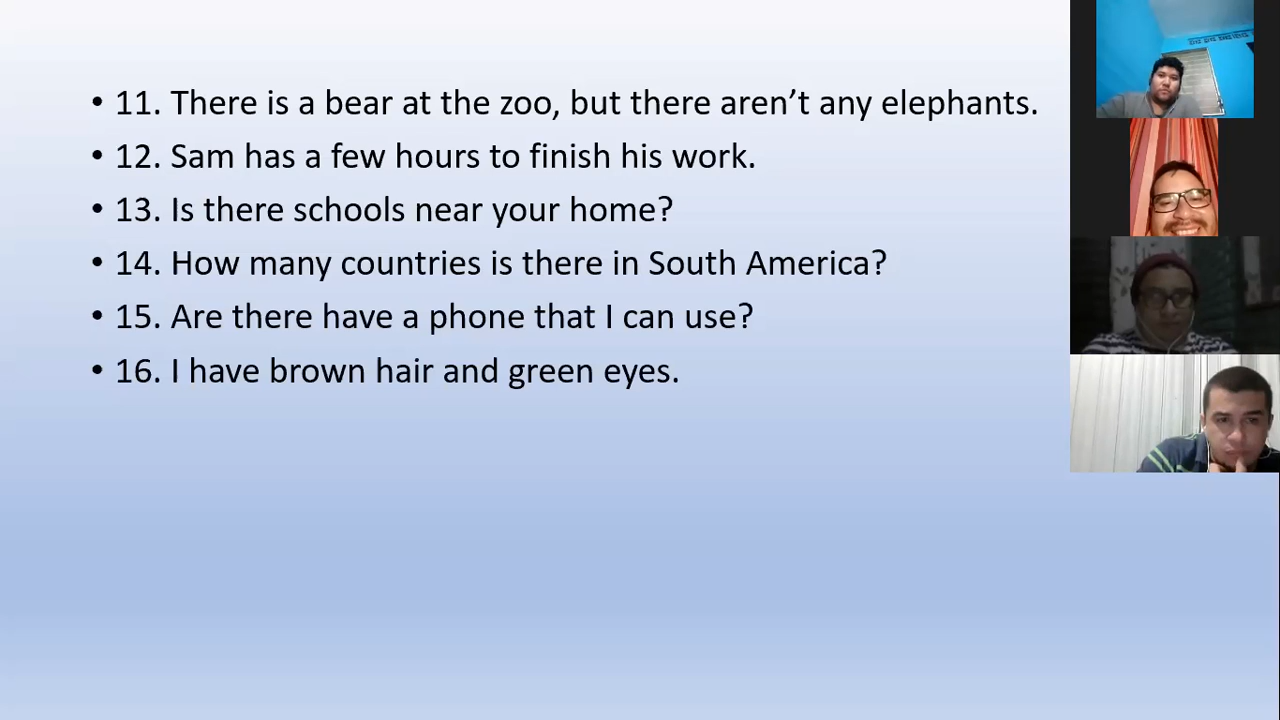 • 11. There is a bear at the zoo, but there aren’t any elephants.
• 12. Sam has a few hours to finish his work.
• 13. Is there schools near your home?
• 14. How many countries is there in South America?
• 15. Are there have a phone that I can use?
• 16. I have brown hair and green eyes.